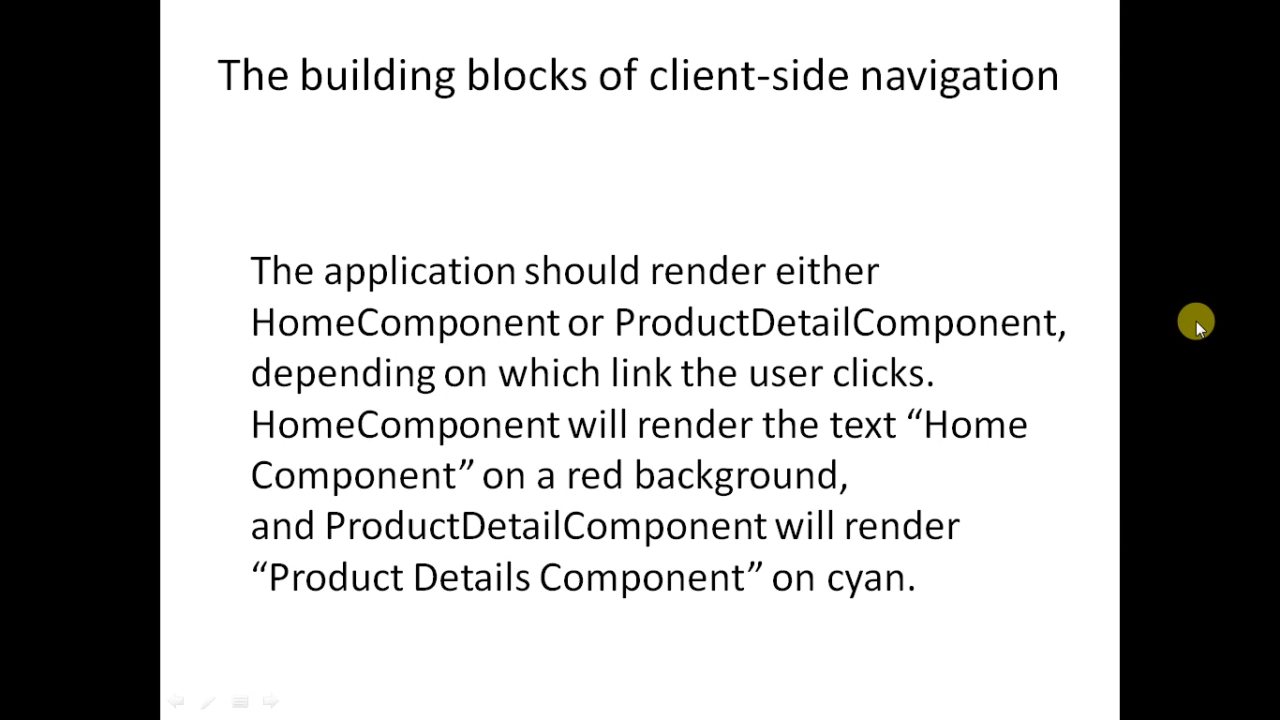 The building blocks of client-side navigation
The application should render either
HomeComponent or ProductDetailComponent,
depending on which link the user clicks.
HomeComponent will render the text “Home
Component” on a red background,
and ProductDetailComponent will render
“Product Details Component” on cyan.